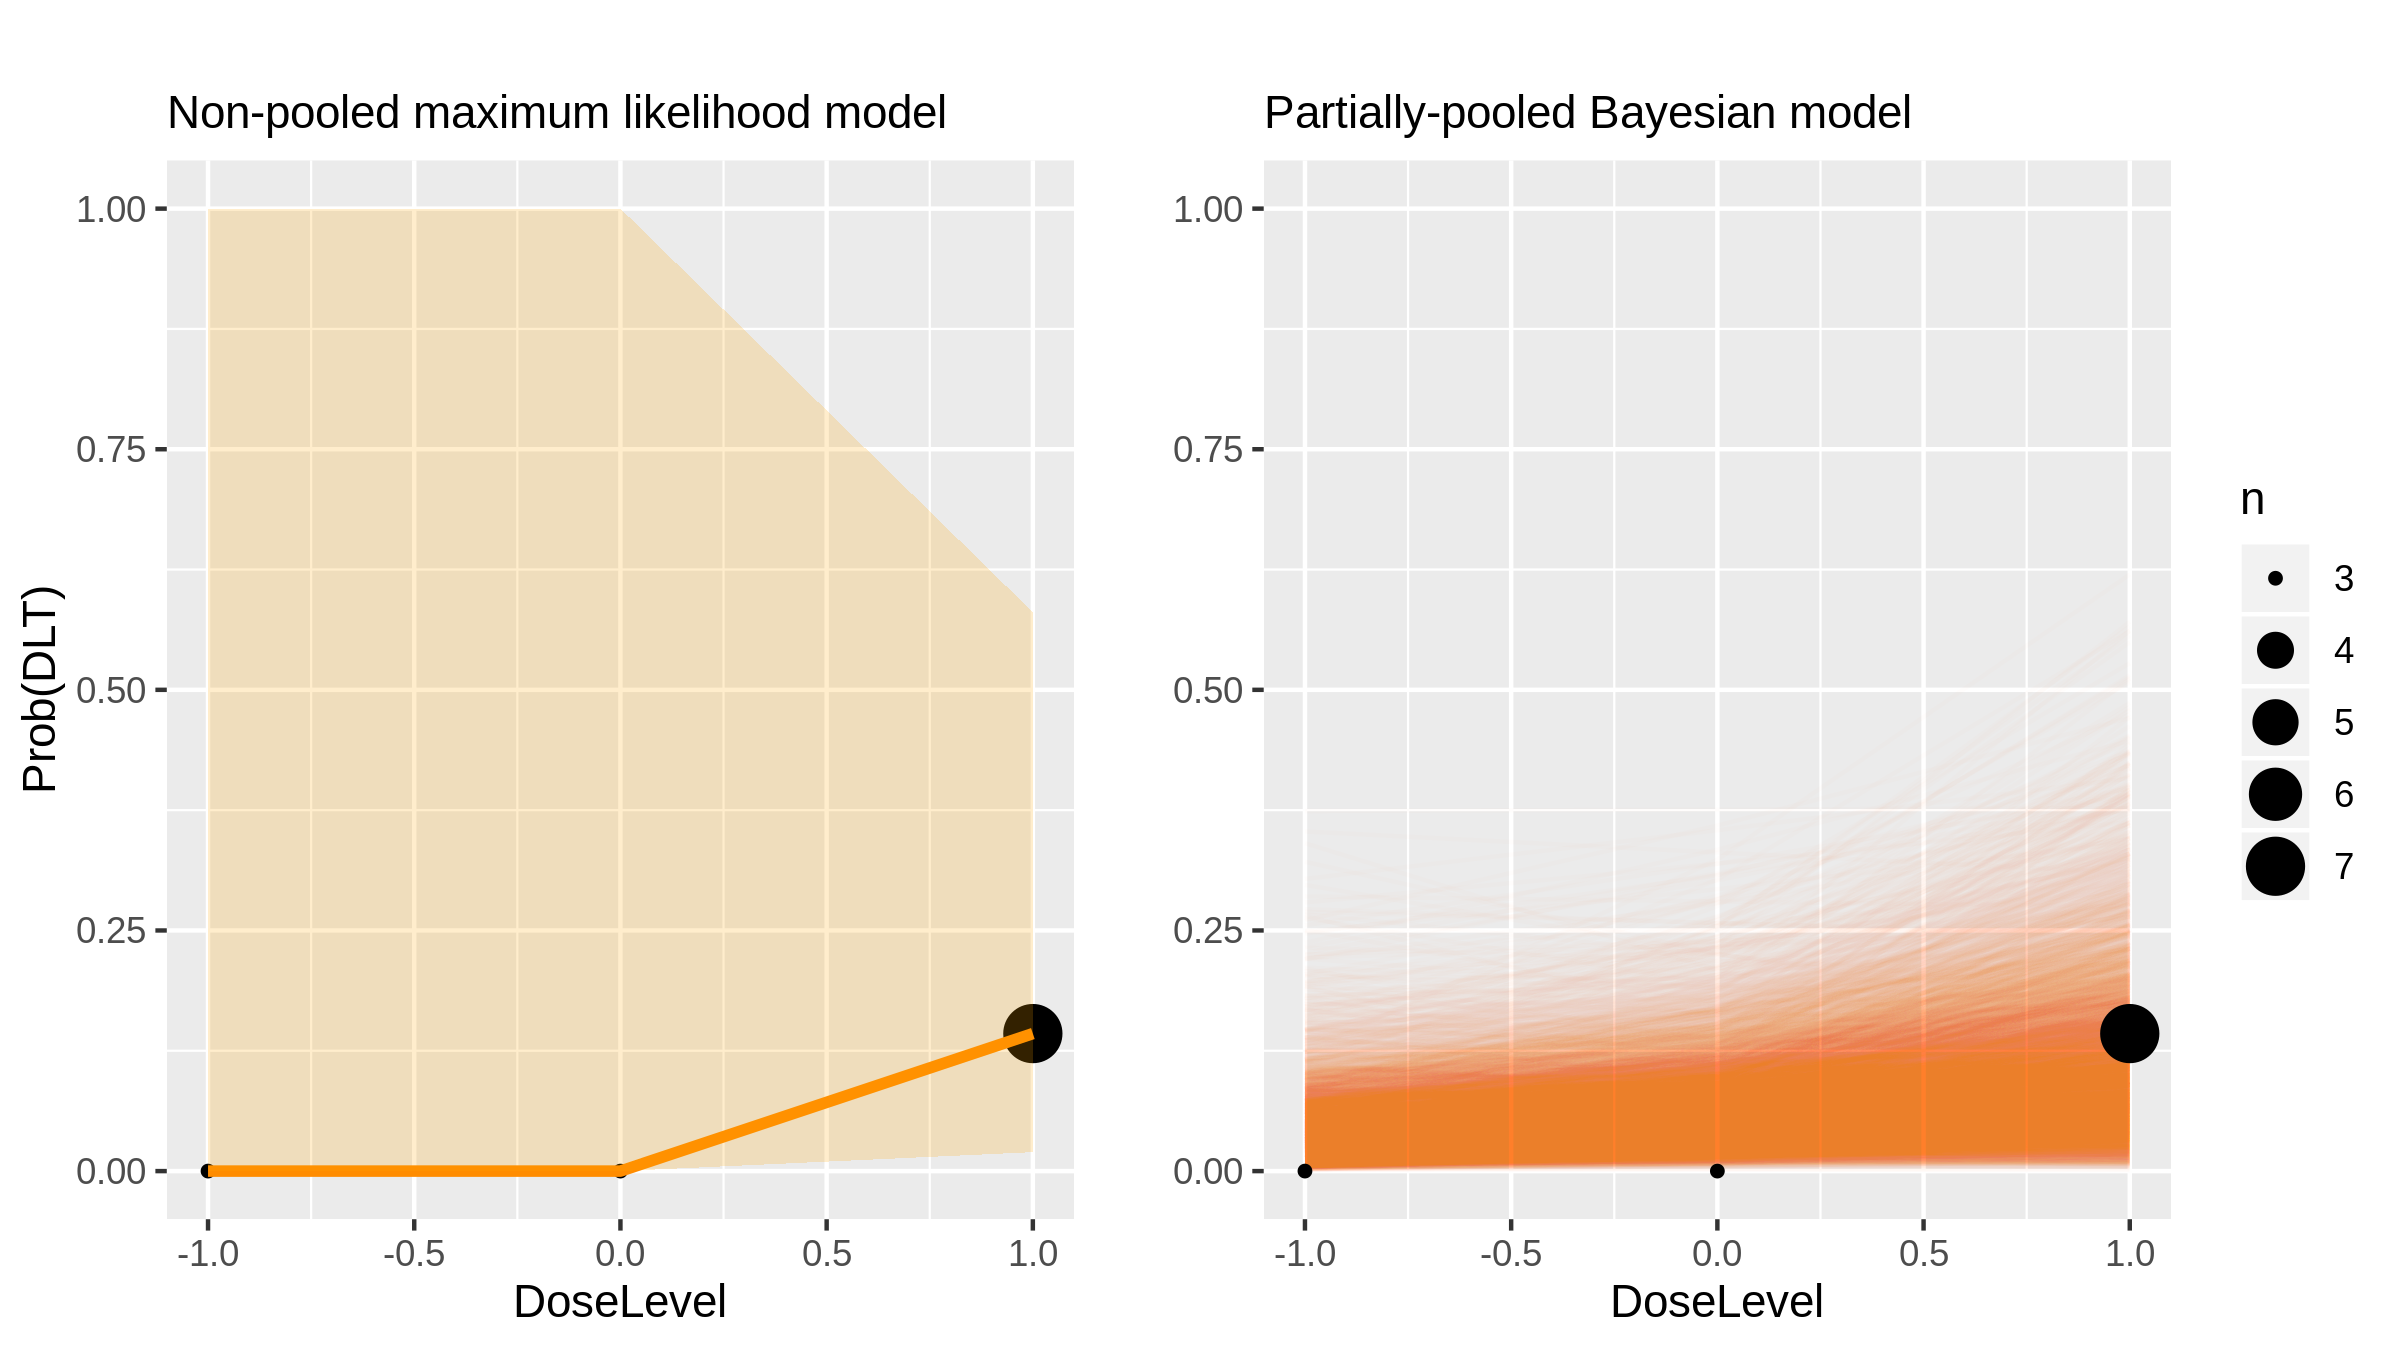 Non-pooled maximum likelihood model
Prob(DLT)
1.00
0.75
0.50
0.25
0.00
-1.0 -0.5 0.0 0.5 1.0
DoseLevel
Partially-pooled Bayesian model
1.00
0.75
0.50
0.25
0.00
-1.0 -0.5 0.0 0.5 1.0
DoseLevel
n
3
4
5
6
7